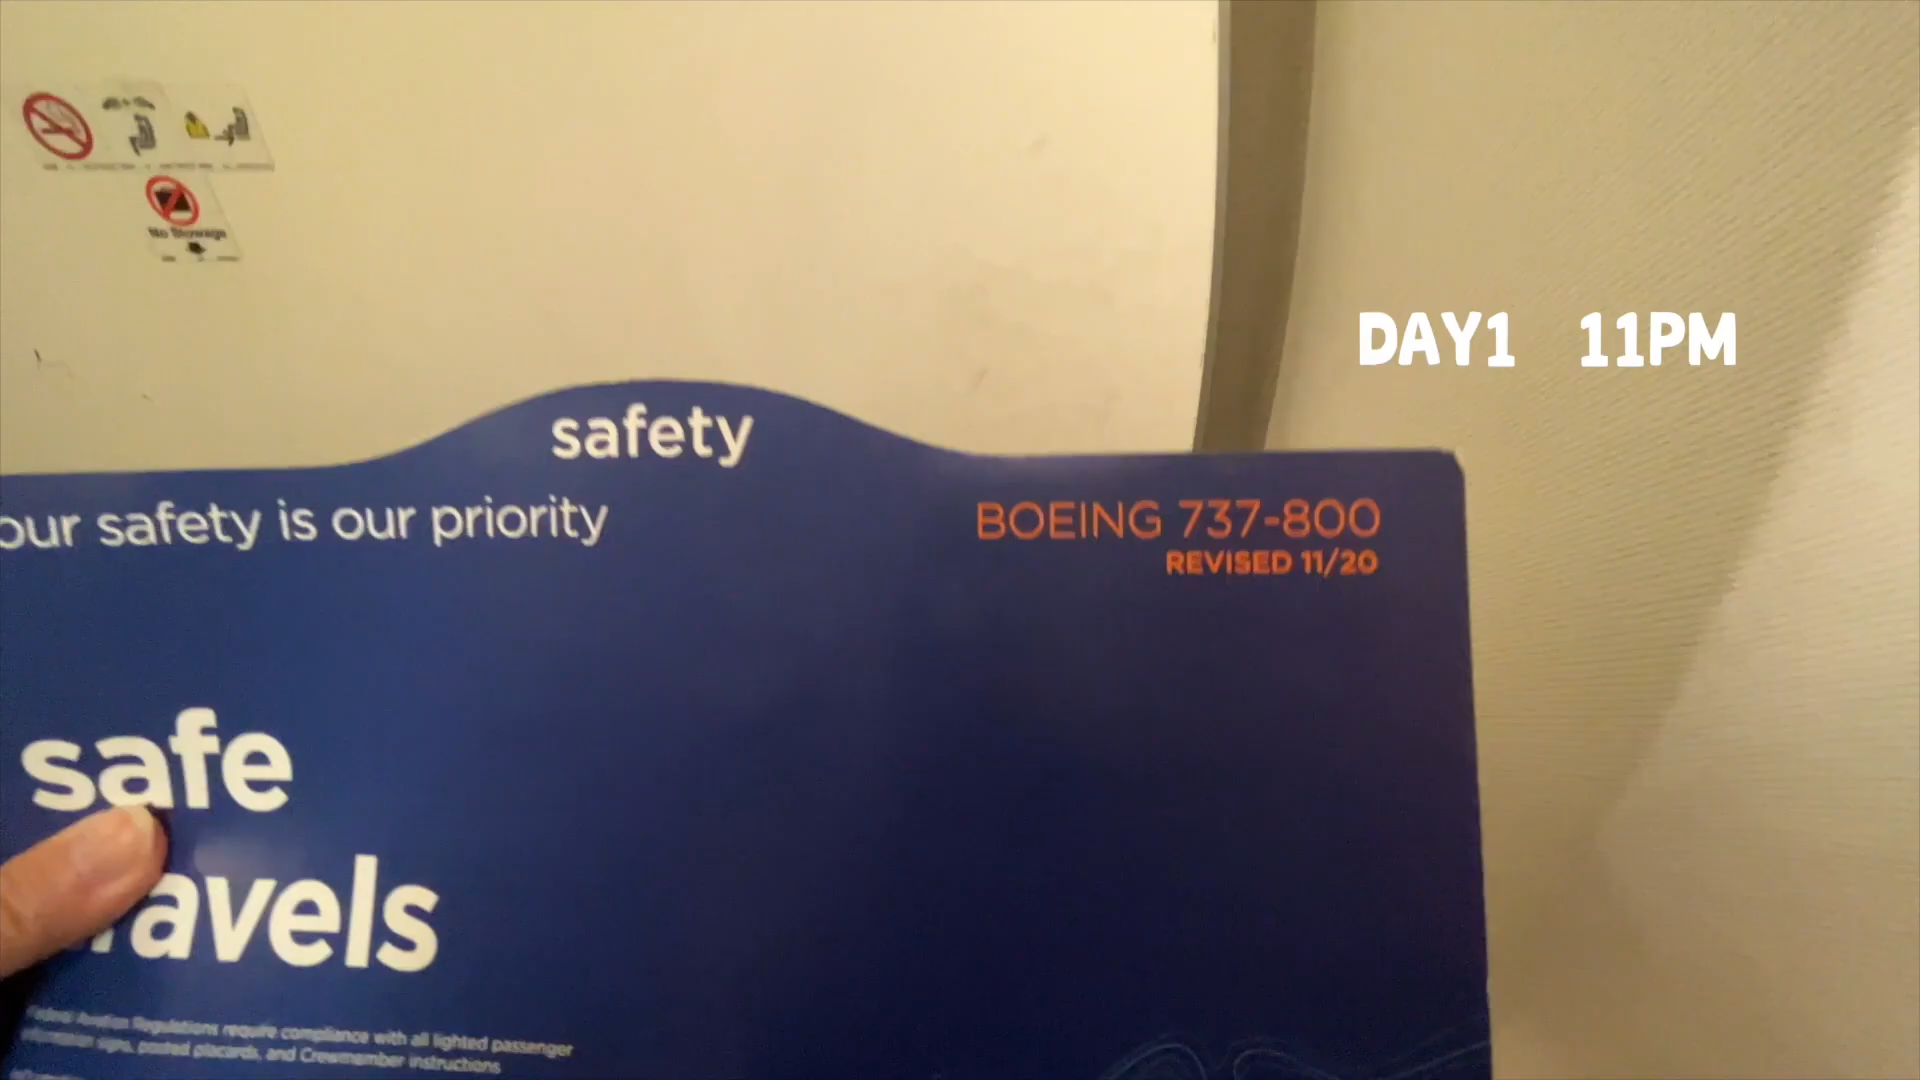 No Stowage
DAY1 11PM
safety
our safety is our priority
BOEING 737-800
REVISED 11/20
safe
ravels
Federal Aviation Regulations require compliance with all lighted passenger
information signs, posted placards, and Crewmember instructions